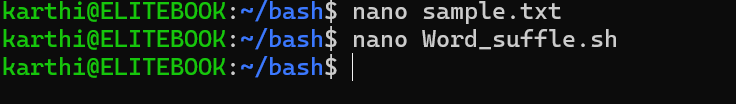 karthi@ELITEBOOK:~/bash$ nano sample.txt
karthi@ELITEBOOK:~/bash$ nano Word_suffle.sh
karthi@ELITEBOOK:~/bash$